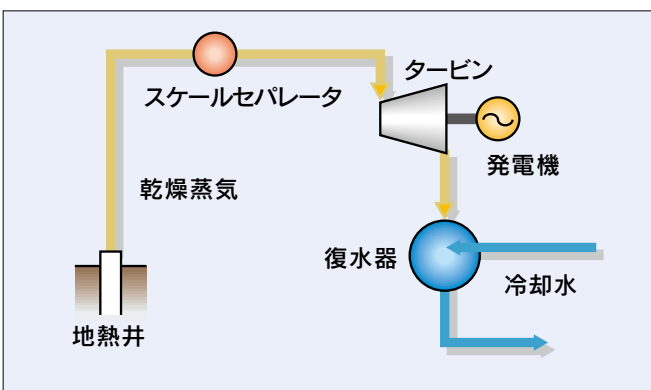 タービン
スケールセパレータ
発電機
乾燥蒸気
復水器
冷却水
地熱井